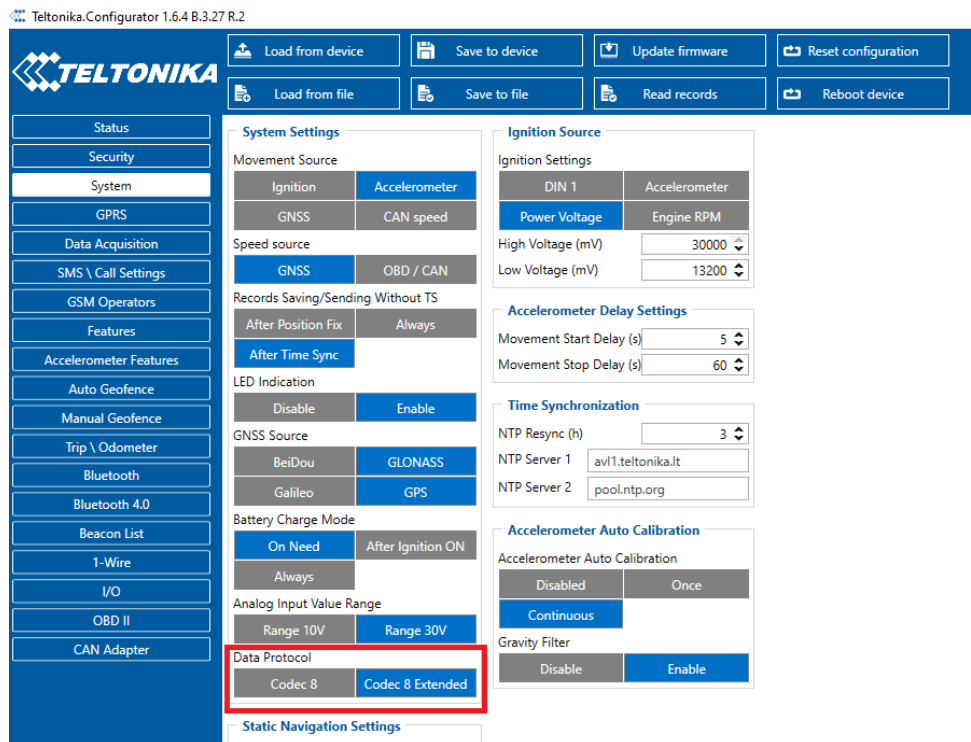 Teltonika.Configurator 1.6.4 B.3.27 R.2
TELTONIKA
Load from device
Save to device
Update firmware
Reset configuration
Load from file
Save to file
Read records
Reboot device
Status
Security
System
GPRS
Data Acquisition
SMS \ Call Settings
GSM Operators
Features
Accelerometer Features
Auto Geofence
Manual Geofence
Trip \ Odometer
Bluetooth
Bluetooth 4.0
Beacon List
1-Wire
I/O
OBD II
CAN Adapter
System Settings
Movement Source
Ignition Accelerometer
GNSS CAN speed
Speed source
GNSS OBD / CAN
Records Saving/Sending Without TS
After Position Fix Always
After Time Sync
LED Indication
Disable Enable
GNSS Source
BeiDou GLONASS
Galileo GPS
Battery Charge Mode
On Need After Ignition ON
Always
Analog Input Value Range
Range 10V Range 30V
Data Protocol
Codec 8 Codec 8 Extended
Static Navigation Settings
Ignition Source
Ignition Settings
DIN 1 Accelerometer
Power Voltage Engine RPM
High Voltage (mV) 30000
Low Voltage (mV) 13200
Accelerometer Delay Settings
Movement Start Delay (s) 5
Movement Stop Delay (s) 60
Time Synchronization
NTP Resync (h) 3
NTP Server 1 avl1.teltonika.lt
NTP Server 2 pool.ntp.org
Accelerometer Auto Calibration
Accelerometer Auto Calibration
Disabled Once
Continuous
Gravity Filter
Disable Enable